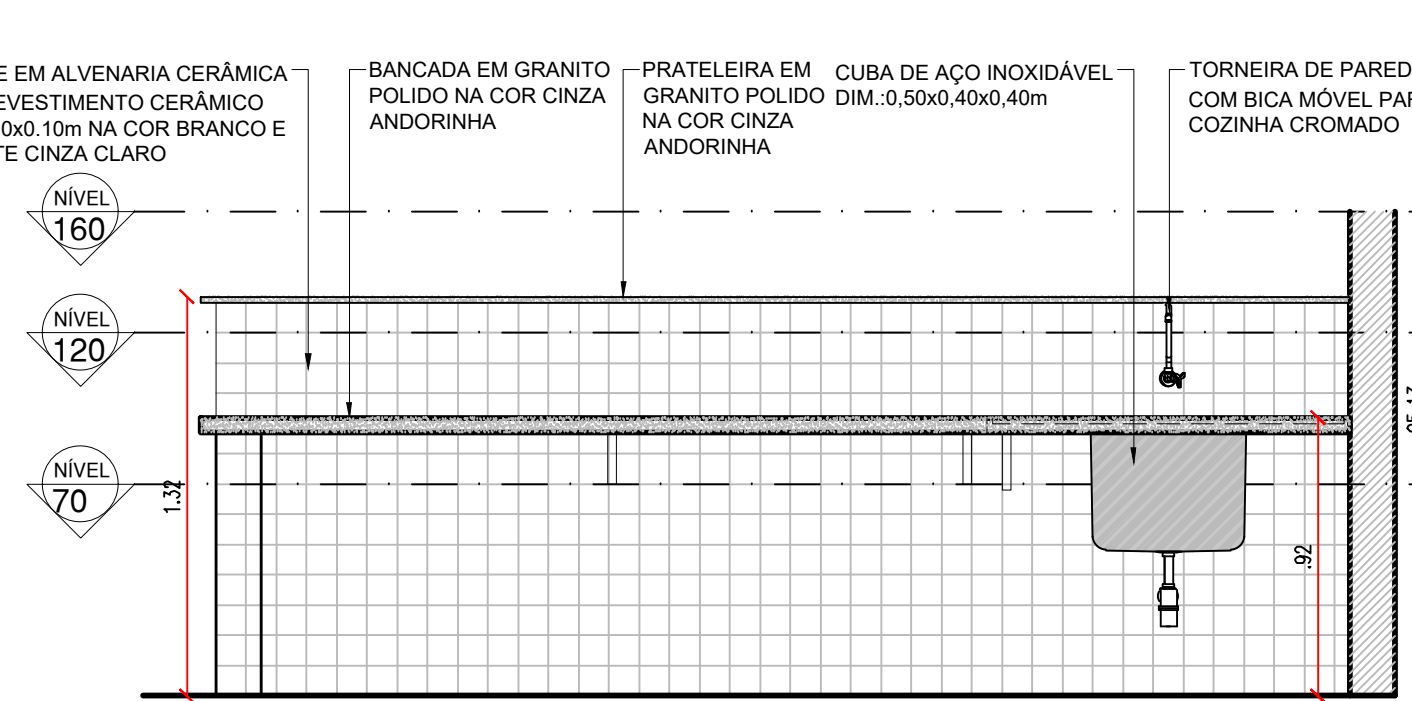 E EM ALVENARIA CERÂMICA
EVESTIMENTO CERÂMICO
0x0.10m NA COR BRANCO E
TE CINZA CLARO
BANCADA EM GRANITO
POLIDO NA COR CINZA
ANDORINHA
PRATELEIRA EM
GRANITO POLIDO
NA COR CINZA
ANDORINHA
CUBA DE AÇO INOXIDÁVEL
DIM.:0,50x0,40x0,40m
TORNEIRA DE PARED
COM BICA MÓVEL PAR
COZINHA CROMADO
NÍVEL
160
NÍVEL
120
NÍVEL
70
1.32
.92